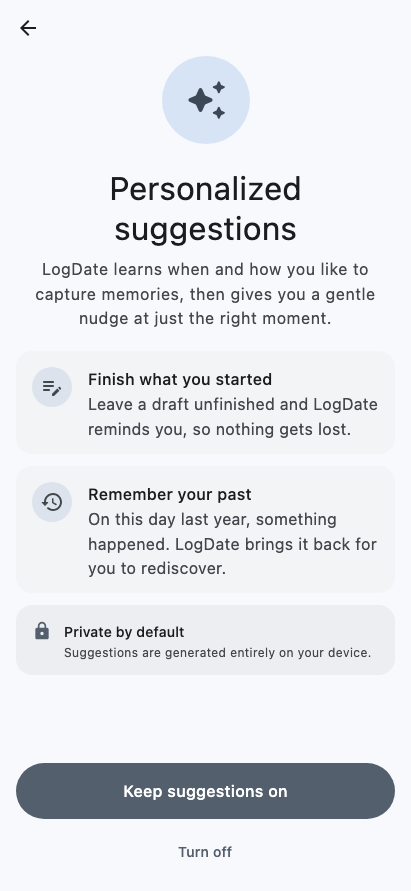 Personalized
suggestions
LogDate learns when and how you like to
capture memories, then gives you a gentle
nudge at just the right moment.
Finish what you started
Leave a draft unfinished and LogDate
reminds you, so nothing gets lost.
Remember your past
On this day last year, something
happened. LogDate brings it back for
you to rediscover.
Private by default
Suggestions are generated entirely on your device.
Keep suggestions on
Turn off